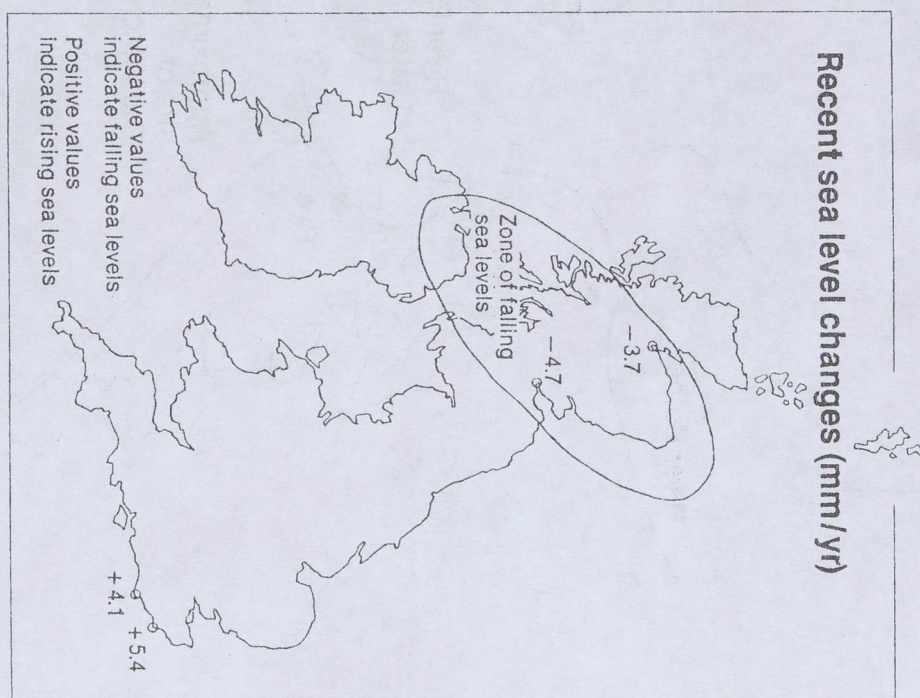 Recent sea level changes (mm/yr)
−3.7
−4.7
Zone of falling
sea levels
+5.4
+4.1
Negative values
indicate falling sea levels
Positive values
indicate rising sea levels